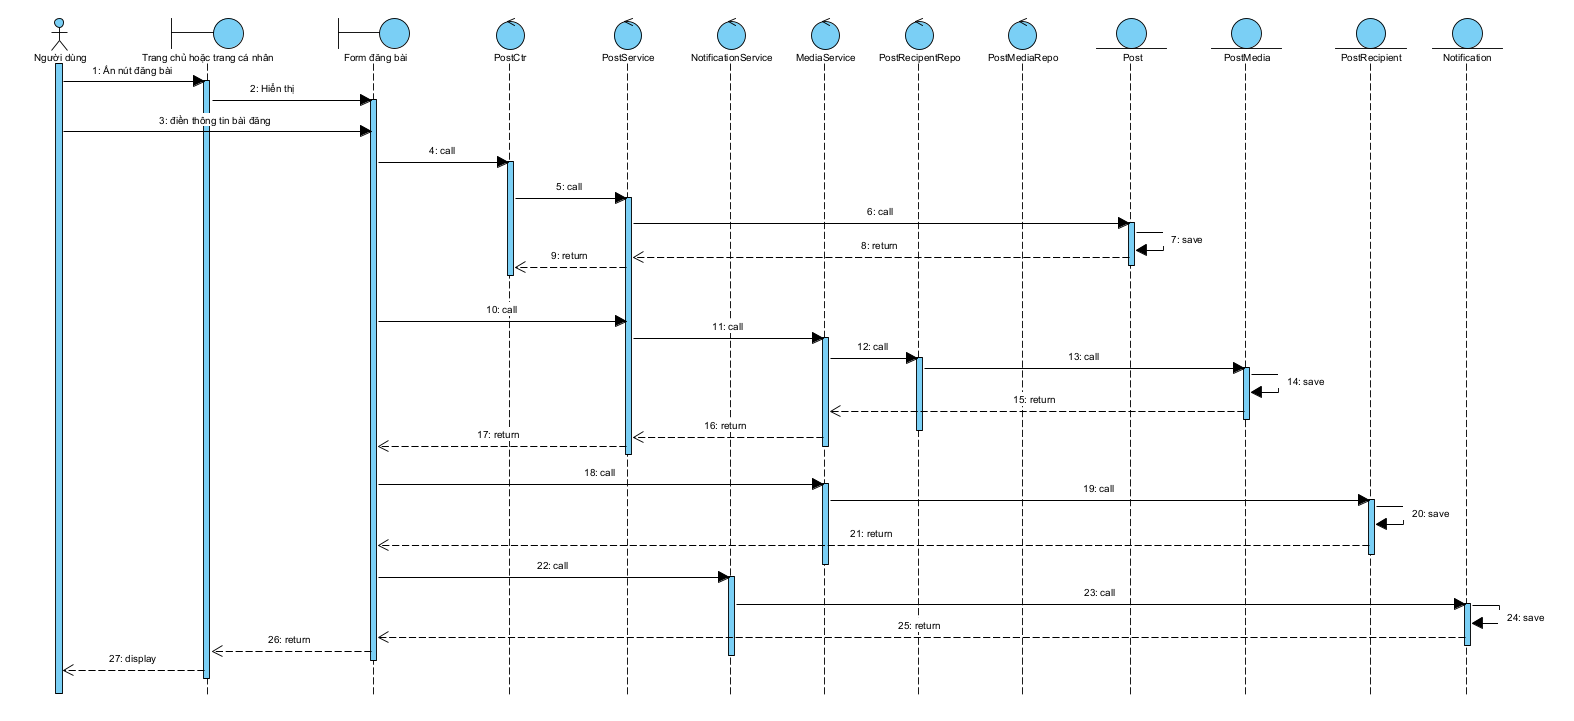 Người dùng
Trang chủ hoặc trang cá nhân
Form đăng bài
PostCtr
PostService
NotificationService
MediaService
PostRecipentRepo
PostMediaRepo
Post
PostMedia
PostRecipient
Notification
1: Ấn nút đăng bài
2: Hiển thị
3: điền thông tin bài đăng
4: call
5: call
6: call
7: save
8: return
9: return
10: call
11: call
12: call
13: call
14: save
15: return
16: return
17: return
18: call
19: call
20: save
21: return
22: call
23: call
24: save
25: return
26: return
27: display